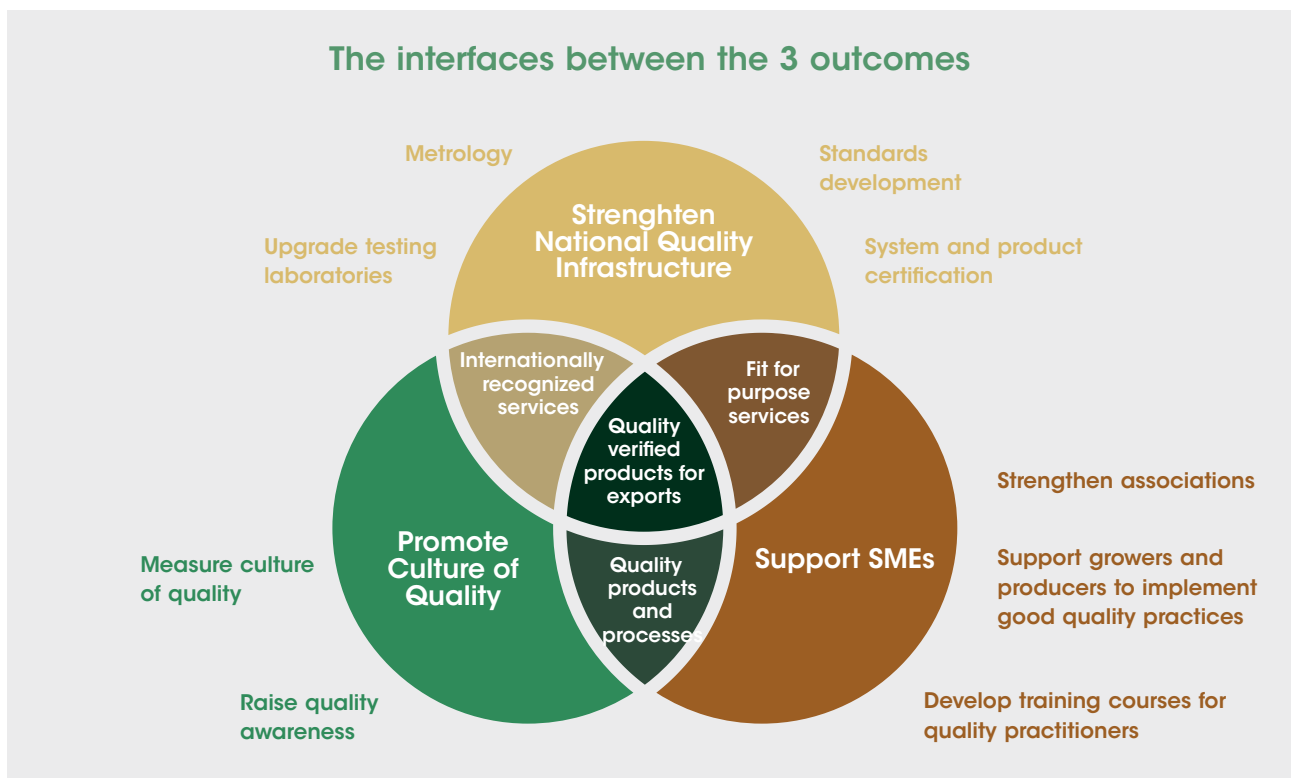 The interfaces between the 3 outcomes
Metrology
Standards
development
Upgrade testing
laboratories
Strenghten
National Quality
Infrastructure
System and product
certification
Internationally
recognized
services
Fit for
purpose
services
Quality
verified
products for
exports
Promote
Culture of
Quality
Quality
products
and
processes
Support SMEs
Measure culture
of quality
Raise quality
awareness
Strengthen associations
Support growers and
producers to implement
good quality practices
Develop training courses for
quality practitioners